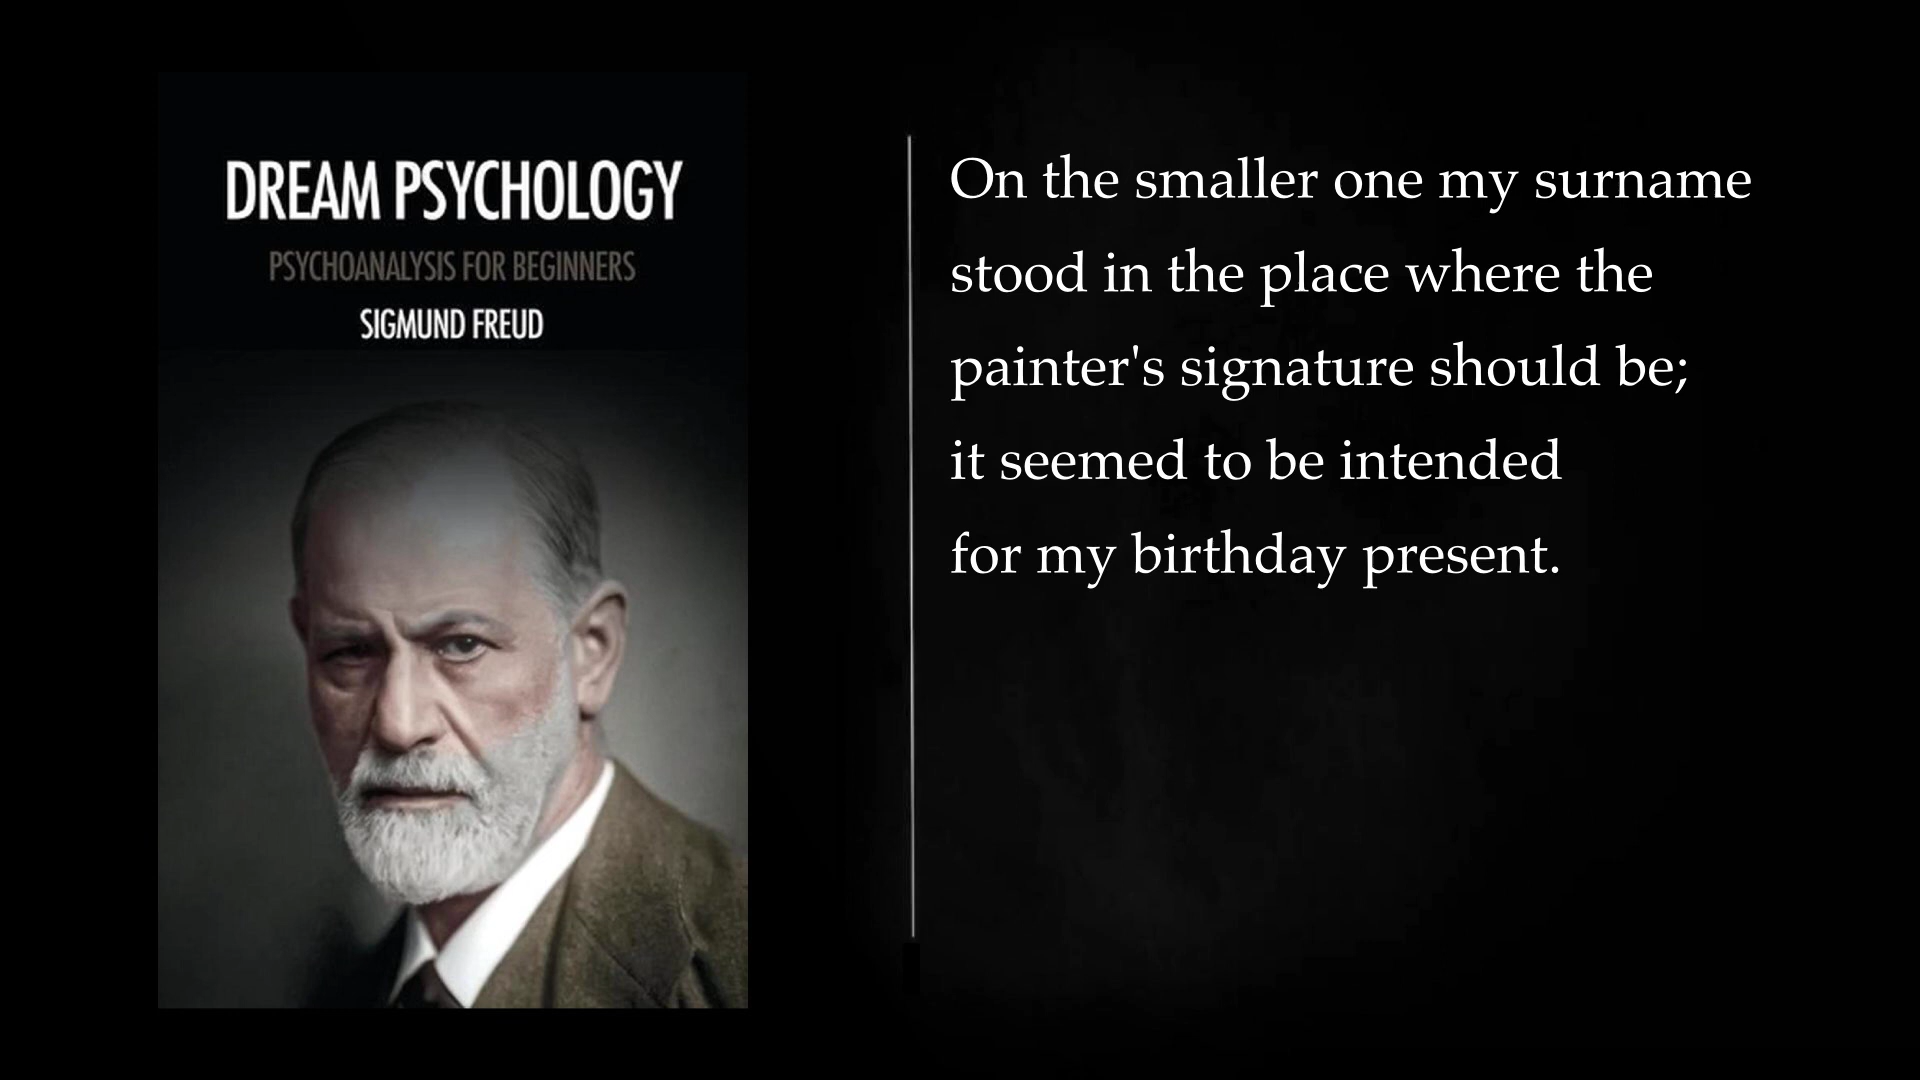 DREAM PSYCHOLOGY
PSYCHOANALYSIS FOR BEGINNERS
SIGMUND FREUD
On the smaller one my surname
stood in the place where the
painter's signature should be;
it seemed to be intended
for my birthday present.